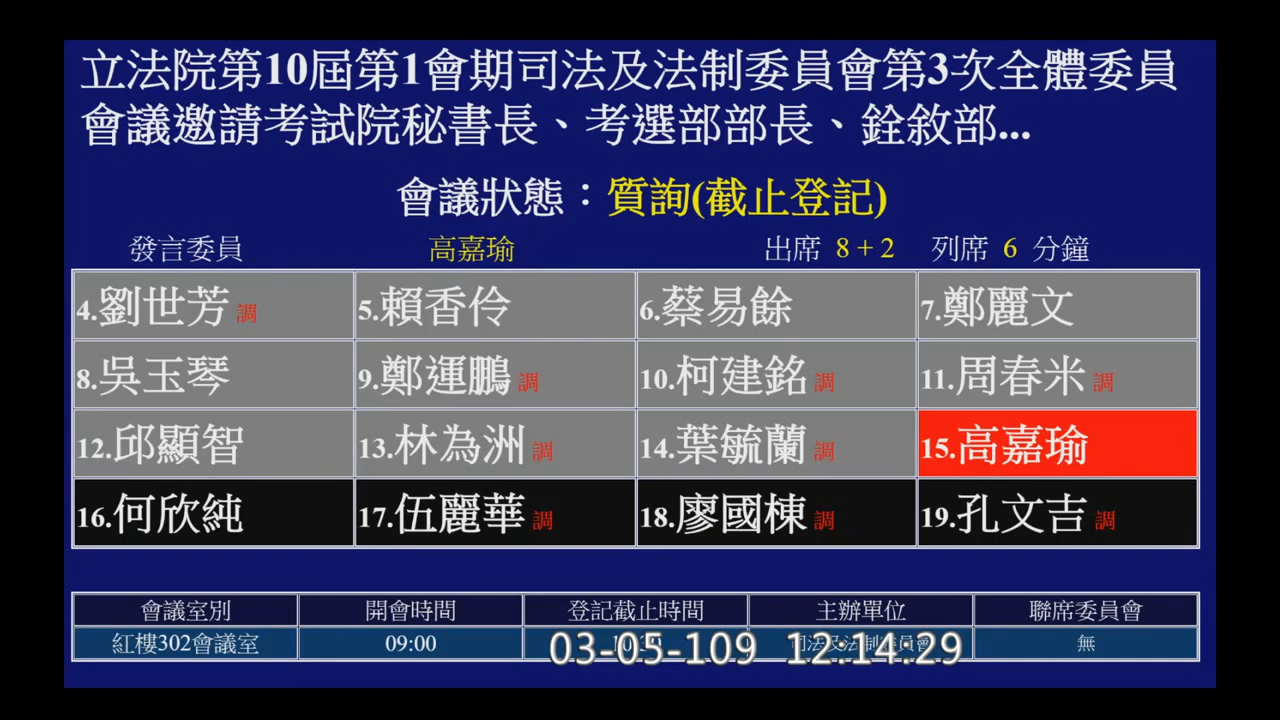 立法院第10屆第1會期司法及法制委員會第3次全體委員
會議邀請考試院秘書長、考選部部長、銓敘部...
會議狀態：質詢(截止登記)
發言委員 高嘉瑜 出席 8 + 2 列席 6 分鐘
4.劉世芳 調 5.賴香伶 6.蔡易餘 7.鄭麗文
8.吳玉琴 9.鄭運鵬 調 10.柯建銘 調 11.周春米 調
12.邱顯智 13.林為洲 調 14.葉毓蘭 調 15.高嘉瑜
16.何欣純 17.伍麗華 調 18.廖國棟 調 19.孔文吉 調
會議室別 開會時間 登記截止時間 主辦單位 聯席委員會
紅樓302會議室 09:00 司法及法制委員會 無
03-05-109 12:14:29